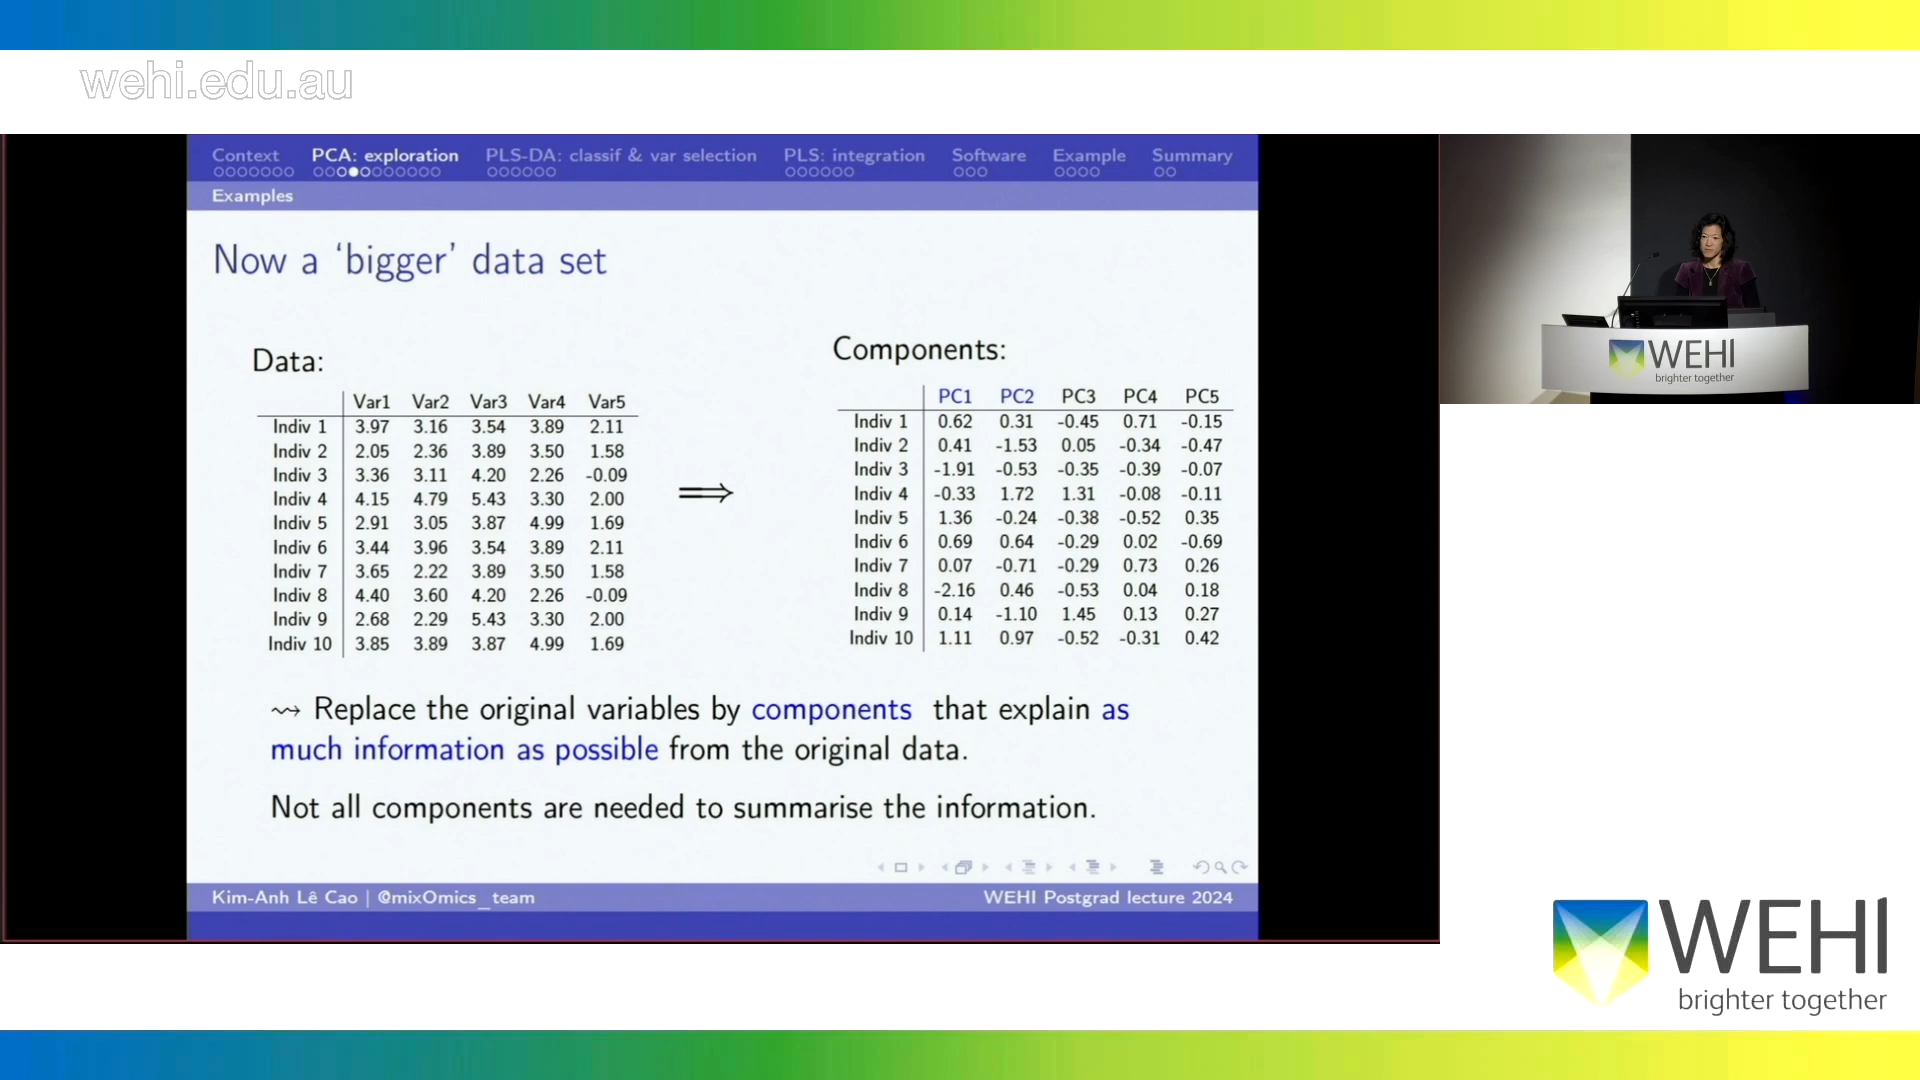 wehi.edu.au
Context PCA: exploration PLS-DA: classif & var selection PLS: integration Software Example Summary
Examples
Now a ‘bigger’ data set
Data:
Var1 Var2 Var3 Var4 Var5
Indiv 1 3.97 3.16 3.54 3.89 2.11
Indiv 2 2.05 2.36 3.89 3.50 1.58
Indiv 3 3.36 3.11 4.20 2.26 -0.09
Indiv 4 4.15 4.79 5.43 3.30 2.00
Indiv 5 2.91 3.05 3.87 4.99 1.69
Indiv 6 3.44 3.96 3.54 3.89 2.11
Indiv 7 3.65 2.22 3.89 3.50 1.58
Indiv 8 4.40 3.60 4.20 2.26 -0.09
Indiv 9 2.68 2.29 5.43 3.30 2.00
Indiv 10 3.85 3.89 3.87 4.99 1.69
⟹
Components:
PC1 PC2 PC3 PC4 PC5
Indiv 1 0.62 0.31 -0.45 0.71 -0.15
Indiv 2 0.41 -1.53 0.05 -0.34 -0.47
Indiv 3 -1.91 -0.53 -0.35 -0.39 -0.07
Indiv 4 -0.33 1.72 1.31 -0.08 -0.11
Indiv 5 1.36 -0.24 -0.38 -0.52 0.35
Indiv 6 0.69 0.64 -0.29 0.02 -0.69
Indiv 7 0.07 -0.71 -0.29 0.73 0.26
Indiv 8 -2.16 0.46 -0.53 0.04 0.18
Indiv 9 0.14 -1.10 1.45 0.13 0.27
Indiv 10 1.11 0.97 -0.52 -0.31 0.42
⇝ Replace the original variables by components that explain as
much information as possible from the original data.
Not all components are needed to summarise the information.
Kim-Anh Lê Cao | @mixOmics_team WEHI Postgrad lecture 2024
WEHI
brighter together
WEHI
brighter together